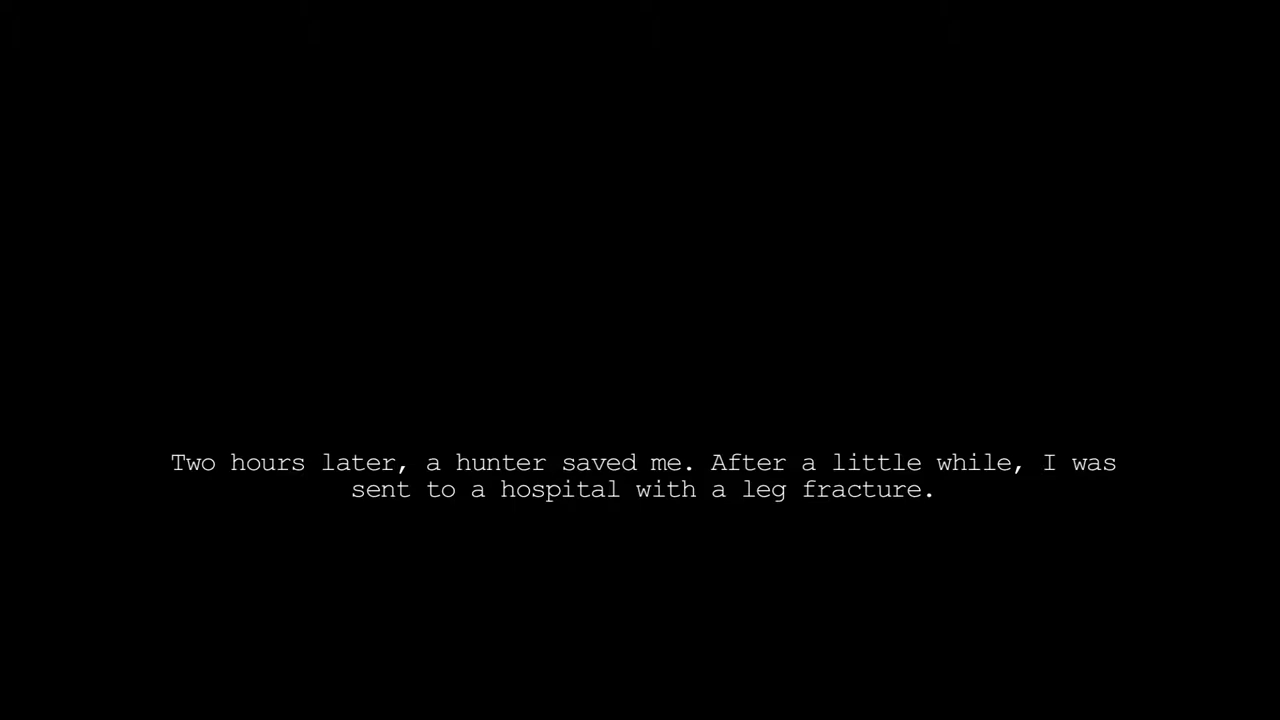 Two hours later, a hunter saved me. After a little while, I was
sent to a hospital with a leg fracture.